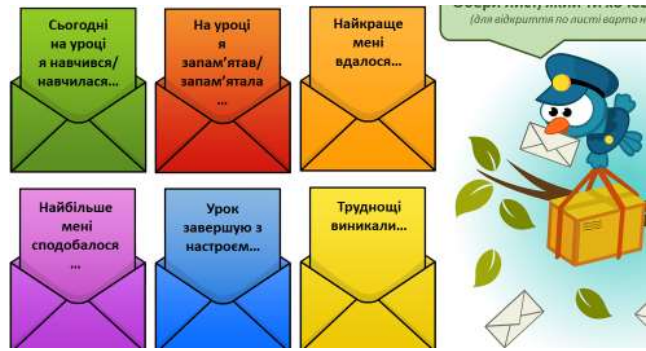 Сьогодні
на уроці
я навчився/
навчилася…
На уроці
я
запам'ятав/
запам'ятала
…
Найкраще
мені
вдалося…
(для відкриття по листі варто н
Найбільше
мені
сподобалося
…
Урок
завершую з
настроєм…
Труднощі
виникали…